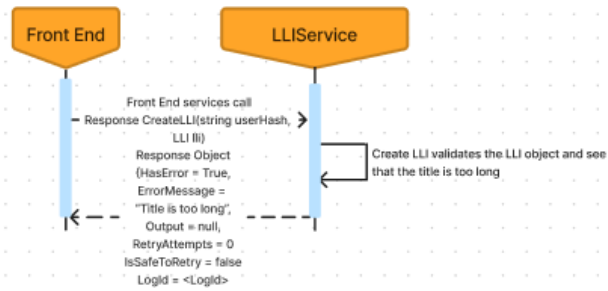 Front End
LLIService
Front End services call
Response CreateLLI(string userHash,
LLI lli)
Create LLI validates the LLI object and see
that the title is too long
Response Object
{HasError = True,
ErrorMessage =
"Title is too long",
Output = null,
RetryAttempts = 0
IsSafeToRetry = false
LogId = <LogId>